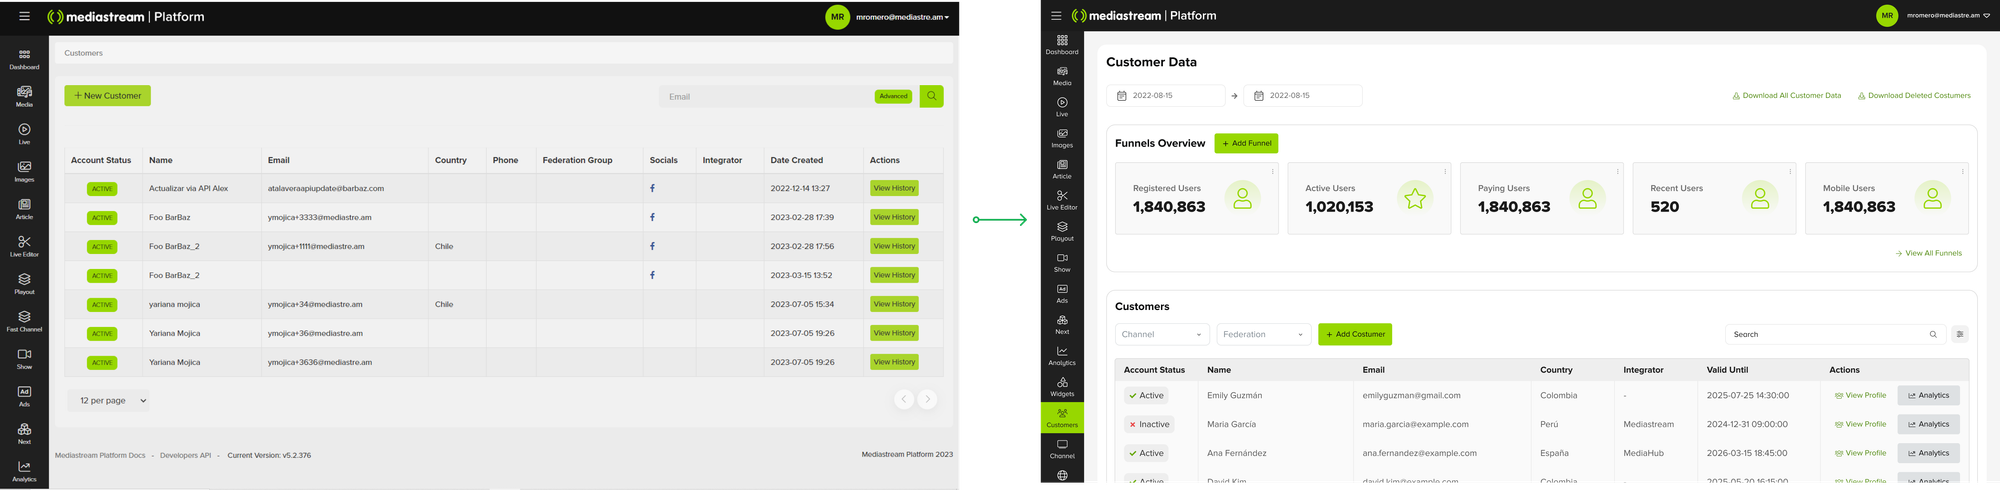 mediastream | Platform
MR
mromero@mediastre.am
Dashboard
Media
Live
Images
Article
Live Editor
Playout
Fast Channel
Show
Ads
Next
Analytics
Customers
+ New Customer
Email
Advanced
Account Status Name Email Country Phone Federation Group Socials Integrator Date Created Actions
ACTIVE Actualizar via API Alex atalaveraapiupdate@barbaz.com 2022-12-14 13:27 View History
ACTIVE Foo BarBaz ymojica+3333@mediastre.am 2023-02-28 17:39 View History
ACTIVE Foo BarBaz_2 ymojica+1111@mediastre.am Chile 2023-02-28 17:56 View History
ACTIVE Foo BarBaz_2 2023-03-15 13:52 View History
ACTIVE yariana mojica ymojica+34@mediastre.am Chile 2023-07-05 15:34 View History
ACTIVE Yariana Mojica ymojica+36@mediastre.am 2023-07-05 19:26 View History
ACTIVE Yariana Mojica ymojica+3636@mediastre.am 2023-07-05 19:26 View History
12 per page
Mediastream Platform Docs - Developers API - Current Version: v5.2.376
Mediastream Platform 2023
mediastream | Platform
MR
mromero@mediastre.am
Dashboard
Media
Live
Images
Article
Live Editor
Playout
Show
Ad
Ads
Next
Analytics
Widgets
Customers
Channel
Customer Data
2022-08-15
2022-08-15
Download All Customer Data
Download Deleted Costumers
Funnels Overview
+ Add Funnel
Registered Users
1,840,863
Active Users
1,020,153
Paying Users
1,840,863
Recent Users
520
Mobile Users
1,840,863
View All Funnels
Customers
Channel
Federation
+ Add Costumer
Search
Account Status Name Email Country Integrator Valid Until Actions
Active Emily Guzmán emilyguzman@gmail.com Colombia - 2025-07-25 14:30:00 View Profile Analytics
Inactive Maria García maria.garcia@example.com Perú Mediastream 2024-12-31 09:00:00 View Profile Analytics
Active Ana Fernández ana.fernandez@example.com España MediaHub 2026-03-15 18:45:00 View Profile Analytics
Active David Kim david.kim@example.com Colombia - 2025-05-20 16:15:00 View Profile Analytics